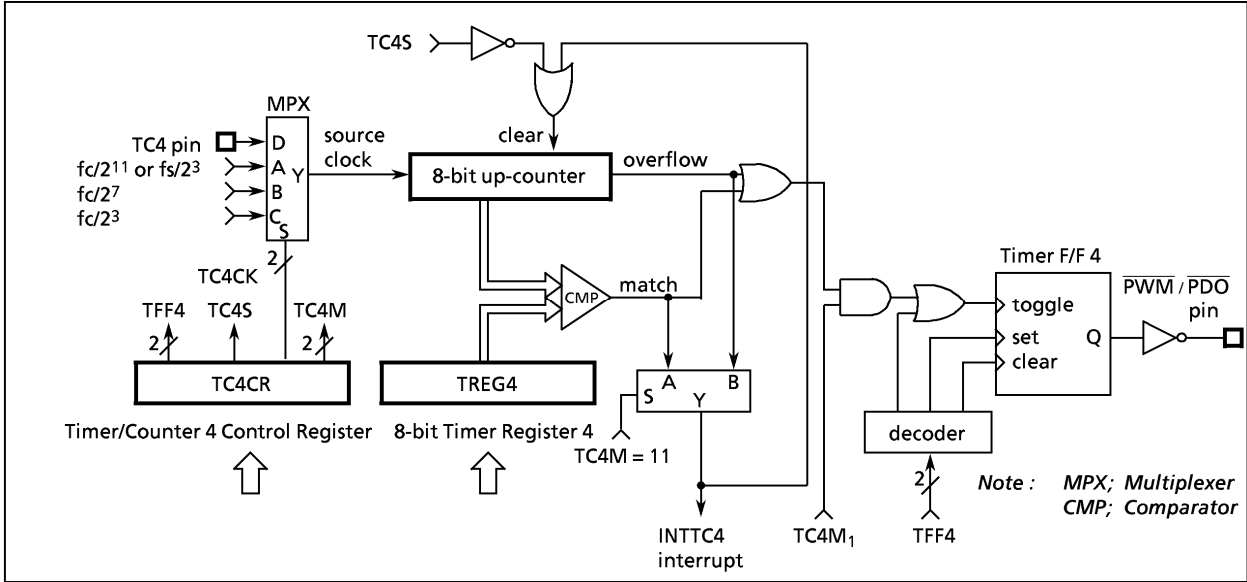 TC4S
MPX
TC4 pin
D
fc/2¹¹ or fs/2³
A
fc/2⁷
B
fc/2³
C
Y
S
source
clock
clear
8-bit up-counter
overflow
2
TC4CK
TFF4
TC4S
TC4M
2
2
TC4CR
Timer/Counter 4 Control Register
TREG4
8-bit Timer Register 4
CMP
match
A
B
S
Y
TC4M = 11
INTTC4
interrupt
TC4M₁
Timer F/F 4
toggle
set
clear
Q
P̅W̅M̅ / P̅D̅O̅
pin
decoder
2
TFF4
Note : MPX; Multiplexer
CMP; Comparator